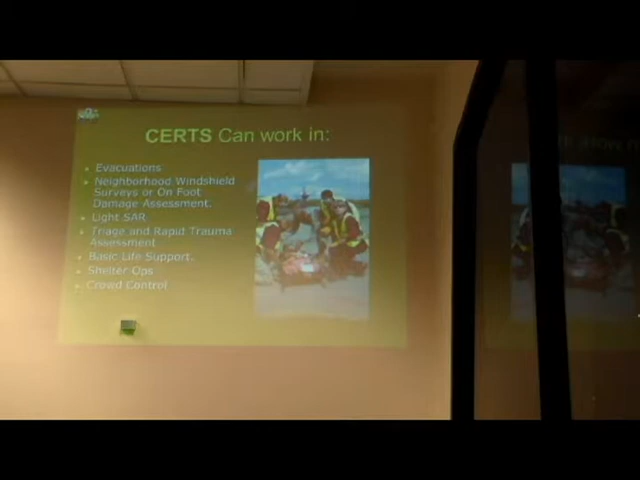 CERTS Can work in:
Evacuations
Neighborhood Windshield
Surveys or On Foot
Damage Assessment.
Light SAR
Triage and Rapid Trauma
Assessment
Basic Life Support.
Shelter Ops
Crowd Control